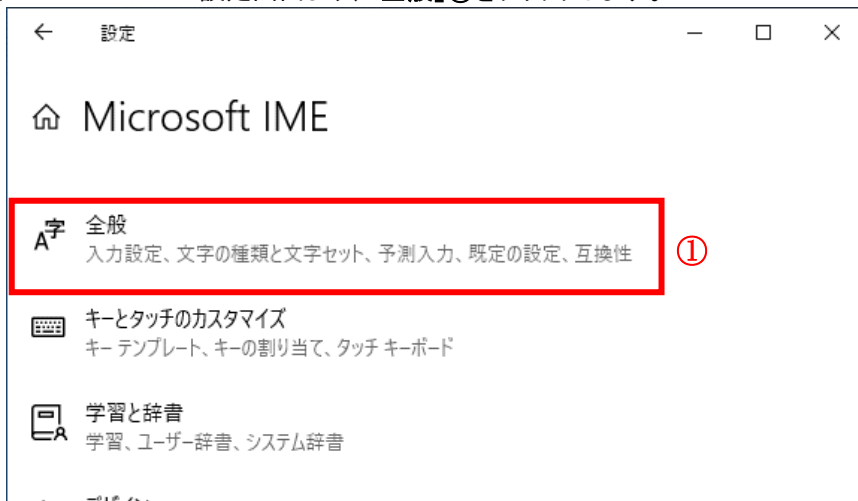 設定
Microsoft IME
全般
入力設定、文字の種類と文字セット、予測入力、既定の設定、互換性
①
キーとタッチのカスタマイズ
キー テンプレート、キーの割り当て、タッチ キーボード
学習と辞書
学習、ユーザー辞書、システム辞書